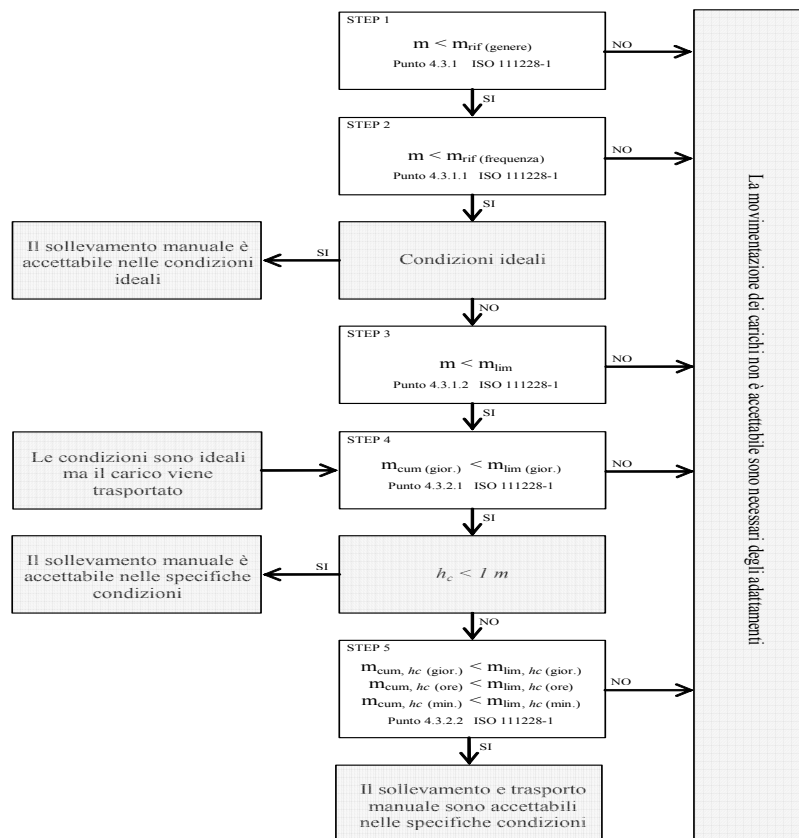 STEP 1
m < mrif (genere)
Punto 4.3.1 ISO 111228-1
NO
SI
STEP 2
m < mrif (frequenza)
Punto 4.3.1.1 ISO 111228-1
NO
SI
Il sollevamento manuale è
accettabile nelle condizioni
ideali
SI
Condizioni ideali
NO
STEP 3
m < mlim
Punto 4.3.1.2 ISO 111228-1
NO
SI
Le condizioni sono ideali
ma il carico viene
trasportato
STEP 4
mcum (gior.) < mlim (gior.)
Punto 4.3.2.1 ISO 111228-1
NO
SI
Il sollevamento manuale è
accettabile nelle specifiche
condizioni
SI
hc < 1 m
NO
STEP 5
mcum, hc (gior.) < mlim, hc (gior.)
mcum, hc (ore) < mlim, hc (ore)
mcum, hc (min.) < mlim, hc (min.)
Punto 4.3.2.2 ISO 111228-1
NO
SI
Il sollevamento e trasporto
manuale sono accettabili
nelle specifiche condizioni
La movimentazione dei carichi non è accettabile sono necessari degli adattamenti